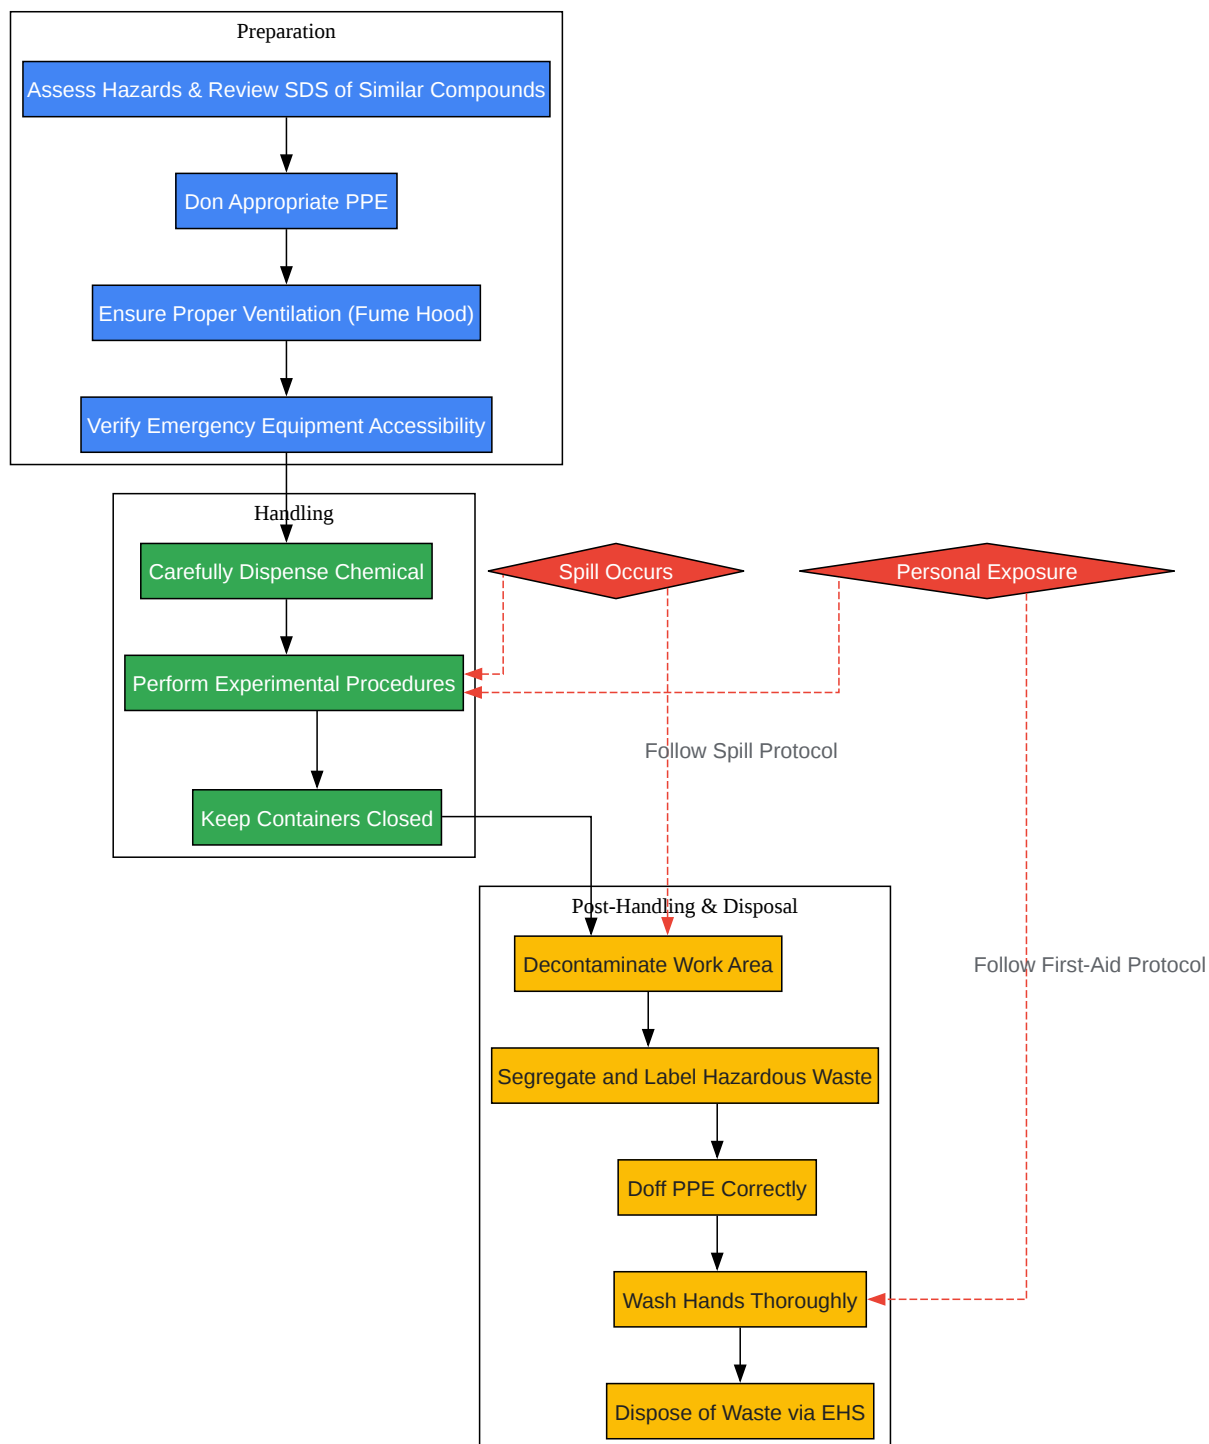 Preparation
Assess Hazards & Review SDS of Similar Compounds
Don Appropriate PPE
Ensure Proper Ventilation (Fume Hood)
Verify Emergency Equipment Accessibility
Handling
Carefully Dispense Chemical
Spill Occurs
Personal Exposure
Perform Experimental Procedures
Follow Spill Protocol
Keep Containers Closed
Post-Handling & Disposal
Decontaminate Work Area
Follow First-Aid Protocol
Segregate and Label Hazardous Waste
Doff PPE Correctly
Wash Hands Thoroughly
Dispose of Waste via EHS